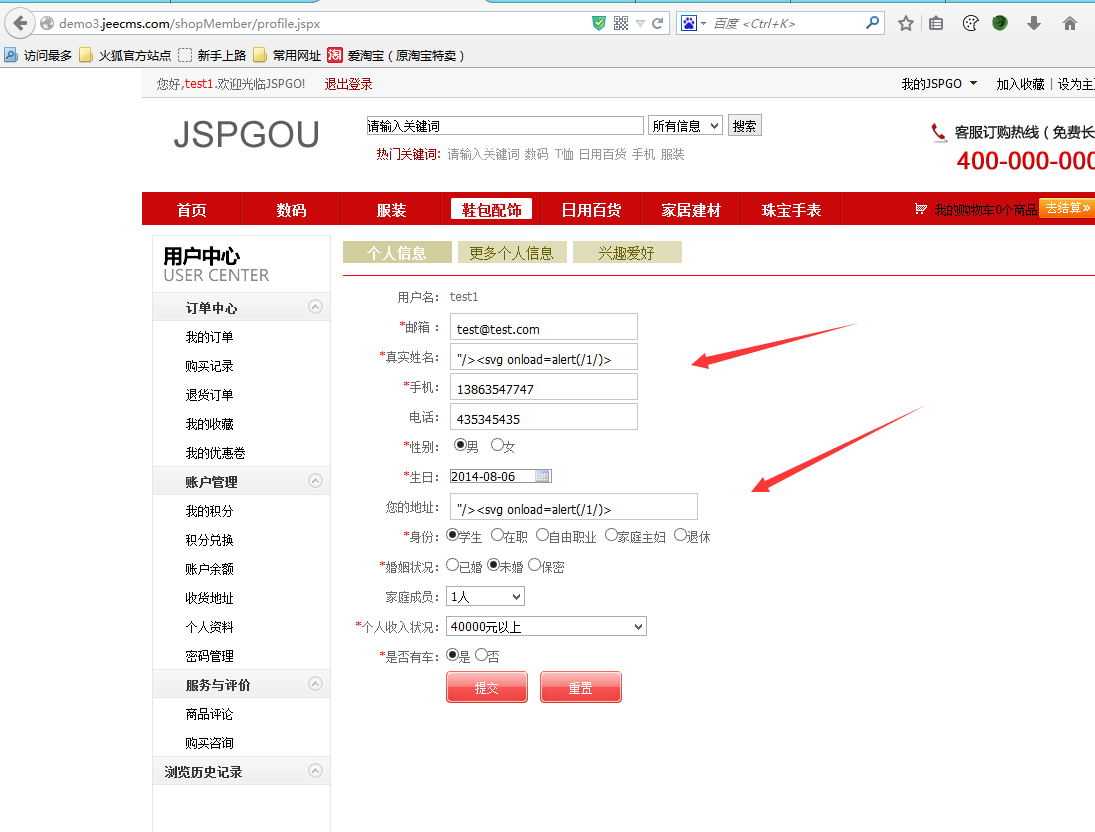 demo3.jeecms.com/shopMember/profile.jspx
百度 <Ctrl+K>
访问最多 火狐官方站点 新手上路 常用网址 淘 爱淘宝（原淘宝特卖）
您好,test1.欢迎光临JSPGO! 退出登录
我的JSPGO 加入收藏 | 设为主
JSPGOU
请输入关键词 所有信息 搜索
热门关键词: 请输入关键词 数码 T恤 日用百货 手机 服装
客服订购热线 ( 免费长
400-000-000
首页 数码 服装 鞋包配饰 日用百货 家居建材 珠宝手表
我的购物车0个商品 去结算»
用户中心
USER CENTER
订单中心
我的订单
购买记录
退货订单
我的收藏
我的优惠卷
账户管理
我的积分
积分兑换
账户余额
收货地址
个人资料
密码管理
服务与评价
商品评论
购买咨询
浏览历史记录
个人信息 更多个人信息 兴趣爱好
用户名: test1
*邮箱 : test@test.com
*真实姓名: "/><svg onload=alert(/1/)>
*手机: 13863547747
电话: 435345435
*性别: 男 女
*生日: 2014-08-06
您的地址: "/><svg onload=alert(/1/)>
*身份: 学生 在职 自由职业 家庭主妇 退休
*婚姻状况: 已婚 未婚 保密
家庭成员: 1人
*个人收入状况: 40000元以上
*是否有车: 是 否
提交 重置